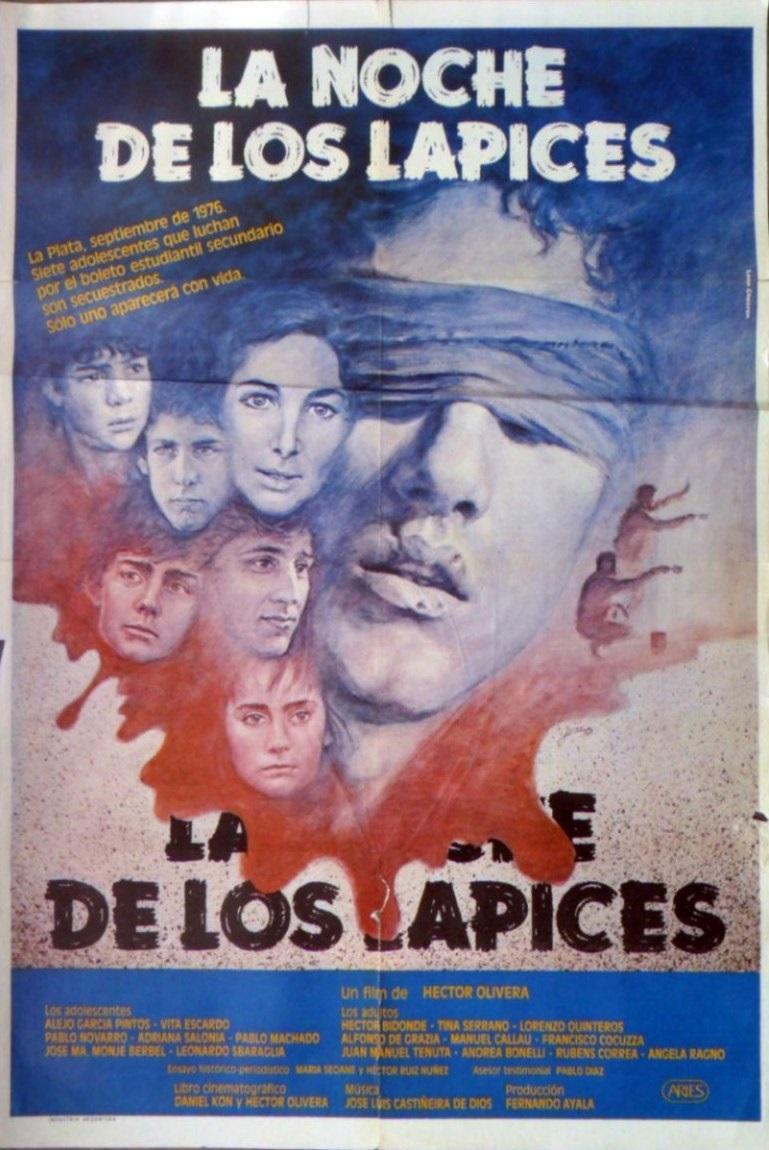 LA NOCHE
DE LOS LAPICES
La Plata, septiembre de 1976.
Siete adolescentes que luchan
por el boleto estudiantil secundario
son secuestrados.
Sólo uno aparecerá con vida.
LA
DE LOS LAPICES
Un film de HECTOR OLIVERA
Los adolescentes
ALEJO GARCIA PINTOS - VITA ESCARDO
PABLO NOVARRO - ADRIANA SALONIA - PABLO MACHADO
JOSE MA. MONJE BERBEL - LEONARDO SBARAGLIA
Los adultos
HECTOR BIDONDE - TINA SERRANO - LORENZO QUINTEROS
ALFONSO DE GRAZIA - MANUEL CALLAU - FRANCISCO COCUZZA
JUAN MANUEL TENUTA - ANDREA BONELLI - RUBENS CORREA - ANGELA RAGNO
Ensayo histórico-periodístico MARIA SEOANE y HECTOR RUIZ NUÑEZ Asesor testimonial PABLO DIAZ
Libro cinematográfico
DANIEL KON y HECTOR OLIVERA
Música
JOSE LUIS CASTIÑEIRA DE DIOS
Producción
FERNANDO AYALA
ARIES
INDUSTRIA ARGENTINA